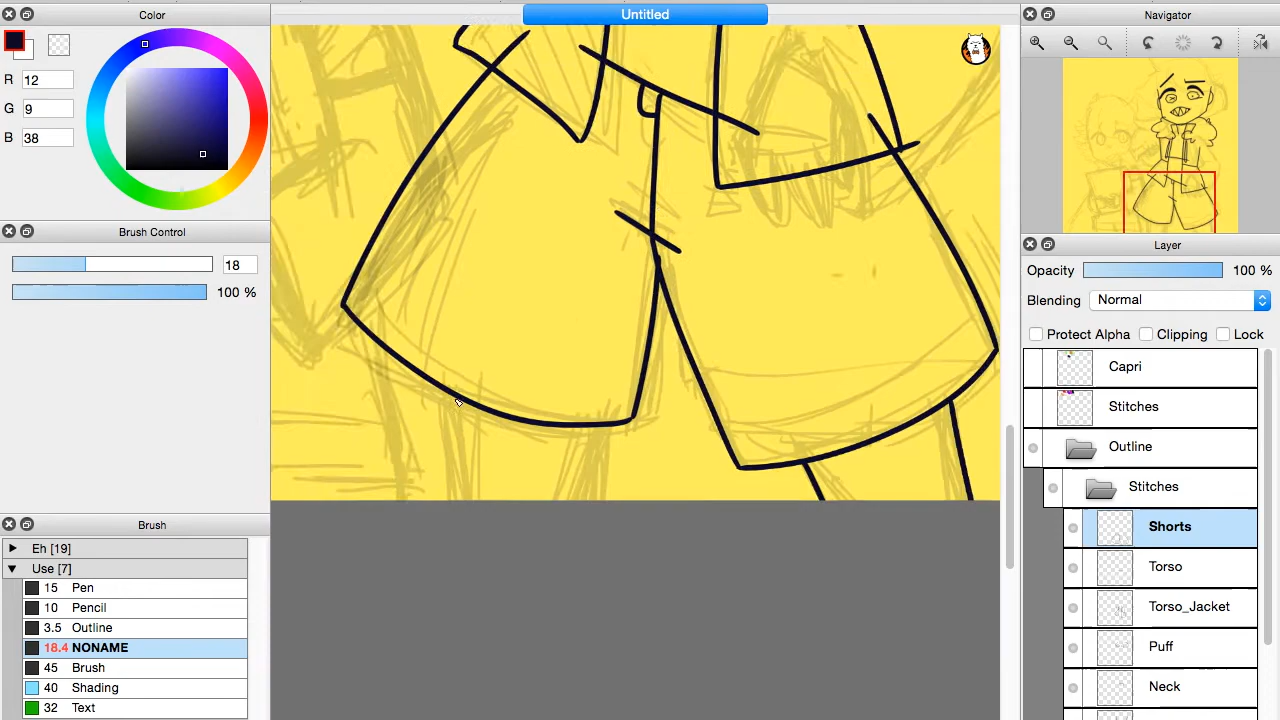 Color
R 12
G 9
B 38
Brush Control
18
100 %
Brush
Eh [19]
Use [7]
15 Pen
10 Pencil
3.5 Outline
18.4 NONAME
45 Brush
40 Shading
32 Text
Untitled
Navigator
Layer
Opacity 100 %
Blending Normal
Protect Alpha Clipping Lock
Capri
Stitches
Outline
Stitches
Shorts
Torso
Torso_Jacket
Puff
Neck